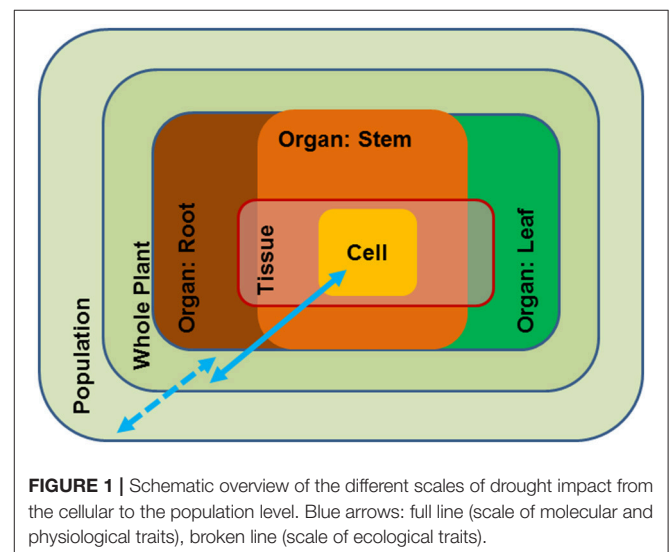 Organ: Stem
Organ: Root
Tissue
Cell
Organ: Leaf
Whole Plant
Population
FIGURE 1 | Schematic overview of the different scales of drought impact from
the cellular to the population level. Blue arrows: full line (scale of molecular and
physiological traits), broken line (scale of ecological traits).